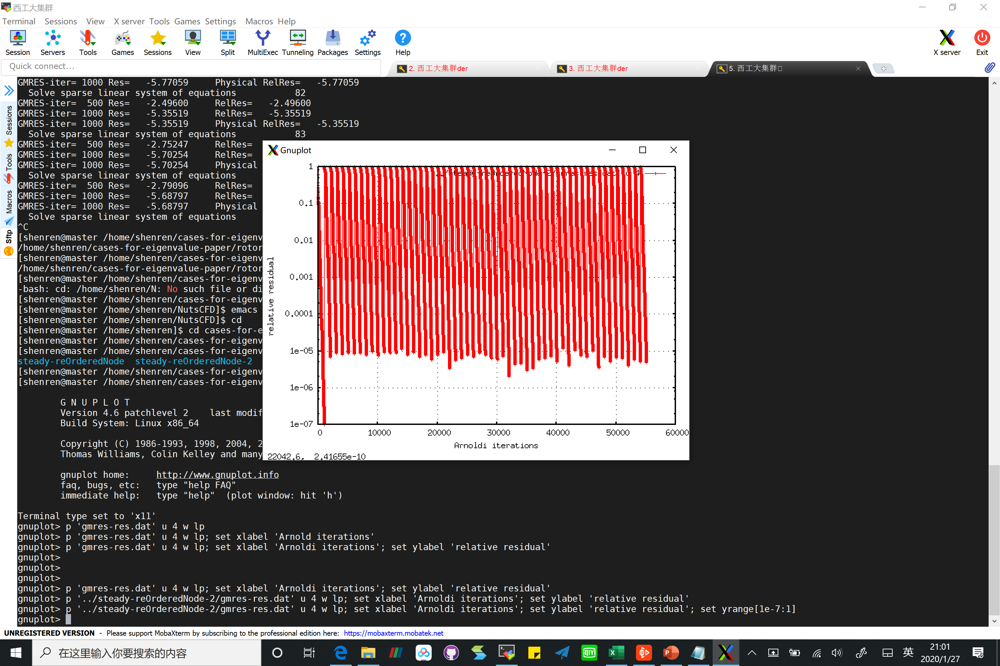 西工大集群
Terminal Sessions View X server Tools Games Settings Macros Help
Session Servers Tools Games Sessions View Split MultiExec Tunneling Packages Settings Help X server Exit
Quick connect...
2. 西工大集群der
3. 西工大集群der
5. 西工大集群
Sessions
Tools
Macros
Sftp
GMRES-iter= 1000 Res= -5.77059 Physical RelRes= -5.77059
Solve sparse linear system of equations 82
GMRES-iter= 500 Res= -2.49600 RelRes= -2.49600
GMRES-iter= 1000 Res= -5.35519 RelRes= -5.35519
GMRES-iter= 1000 Res= -5.35519 Physical RelRes= -5.35519
Solve sparse linear system of equations 83
GMRES-iter= 500 Res= -2.75247 RelRes=
GMRES-iter= 1000 Res= -5.70254 RelRes=
GMRES-iter= 1000 Res= -5.70254 Physical
Solve sparse linear system of equations
GMRES-iter= 500 Res= -2.79096 RelRes=
GMRES-iter= 1000 Res= -5.68797 RelRes=
GMRES-iter= 1000 Res= -5.68797 Physical
Solve sparse linear system of equations
^C
[shenren@master /home/shenren/cases-for-eigenv
/home/shenren/cases-for-eigenvalue-paper/rotor
[shenren@master /home/shenren/cases-for-eigenv
/home/shenren/cases-for-eigenvalue-paper/rotor
[shenren@master /home/shenren/cases-for-eigenv
-bash: cd: /home/shenren/N: No such file or di
[shenren@master /home/shenren/cases-for-eigenv
[shenren@master /home/shenren/NutsCFD]$ emacs
[shenren@master /home/shenren/NutsCFD]$ cd
[shenren@master /home/shenren]$ cd cases-for-e
[shenren@master /home/shenren/cases-for-eigenv
[shenren@master /home/shenren/cases-for-eigenv
steady-reOrderedNode steady-reOrderedNode-2
[shenren@master /home/shenren/cases-for-eigenv
[shenren@master /home/shenren/cases-for-eigenv
G N U P L O T
Version 4.6 patchlevel 2 last modif
Build System: Linux x86_64
Copyright (C) 1986-1993, 1998, 2004, 2
Thomas Williams, Colin Kelley and many
gnuplot home: http://www.gnuplot.info
faq, bugs, etc: type "help FAQ"
immediate help: type "help" (plot window: hit 'h')
Terminal type set to 'x11'
gnuplot> p 'gmres-res.dat' u 4 w lp
gnuplot> p 'gmres-res.dat' u 4 w lp; set xlabel 'Arnold iterations'
gnuplot> p 'gmres-res.dat' u 4 w lp; set xlabel 'Arnoldi iterations'; set ylabel 'relative residual'
gnuplot>
gnuplot>
gnuplot>
gnuplot> p 'gmres-res.dat' u 4 w lp; set xlabel 'Arnoldi iterations'; set ylabel 'relative residual'
gnuplot> p '../steady-reOrderedNode-2/gmres-res.dat' u 4 w lp; set xlabel 'Arnoldi iterations'; set ylabel 'relative residual'
gnuplot> p '../steady-reOrderedNode-2/gmres-res.dat' u 4 w lp; set xlabel 'Arnoldi iterations'; set ylabel 'relative residual'; set yrange[1e-7:1]
gnuplot>
Gnuplot
1
0.1
0.01
0.001
0.0001
1e-05
1e-06
1e-07
relative residual
0 10000 20000 30000 40000 50000 60000
Arnoldi iterations
22042.6, 2.41655e-10
UNREGISTERED VERSION - Please support MobaXterm by subscribing to the professional edition here: https://mobaxterm.mobatek.net
在这里输入你要搜索的内容
英
21:01
2020/1/27